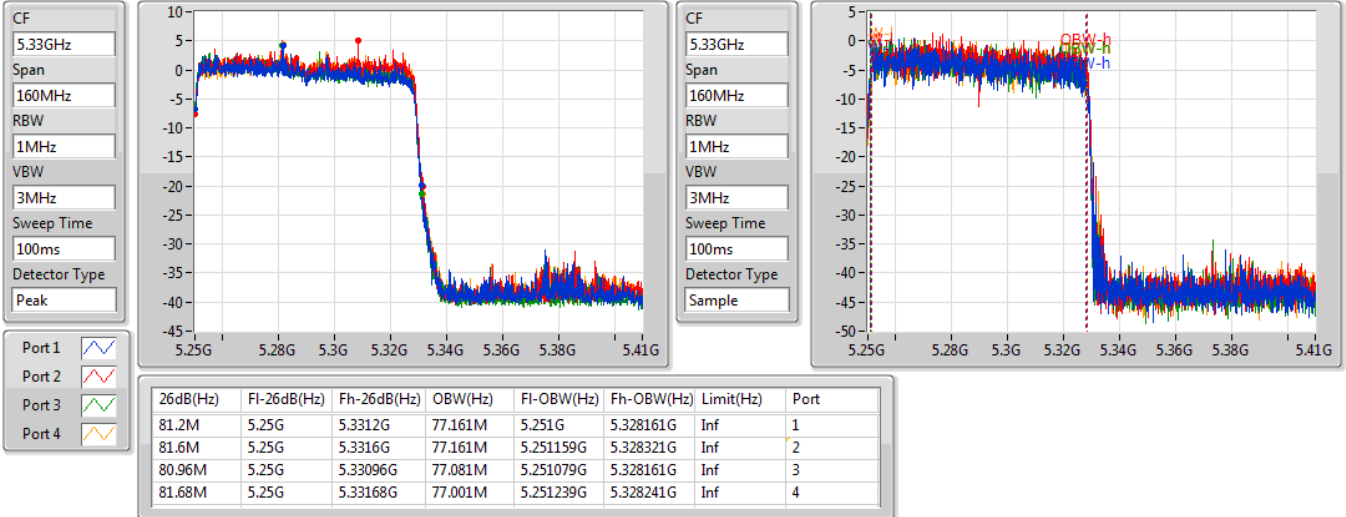 CF
5.33GHz
Span
160MHz
RBW
1MHz
VBW
3MHz
Sweep Time
100ms
Detector Type
Peak
10
5
0
-5
-10
-15
-20
-25
-30
-35
-40
-45
5.25G 5.28G 5.3G 5.32G 5.34G 5.36G 5.38G 5.41G
CF
5.33GHz
Span
160MHz
RBW
1MHz
VBW
3MHz
Sweep Time
100ms
Detector Type
Sample
5
0
-5
-10
-15
-20
-25
-30
-35
-40
-45
-50
OBW-h
5.25G 5.28G 5.3G 5.32G 5.34G 5.36G 5.38G 5.41G
Port 1
Port 2
Port 3
Port 4
26dB(Hz) Fl-26dB(Hz) Fh-26dB(Hz) OBW(Hz) Fl-OBW(Hz) Fh-OBW(Hz) Limit(Hz) Port
81.2M 5.25G 5.3312G 77.161M 5.251G 5.328161G Inf 1
81.6M 5.25G 5.3316G 77.161M 5.251159G 5.328321G Inf 2
80.96M 5.25G 5.33096G 77.081M 5.251079G 5.328161G Inf 3
81.68M 5.25G 5.33168G 77.001M 5.251239G 5.328241G Inf 4